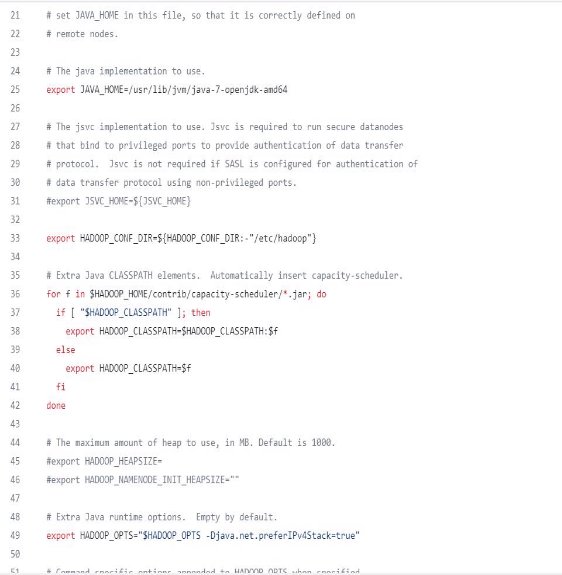 21 # set JAVA_HOME in this file, so that it is correctly defined on
22 # remote nodes.
23
24 # The java implementation to use.
25 export JAVA_HOME=/usr/lib/jvm/java-7-openjdk-amd64
26
27 # The jsvc implementation to use. Jsvc is required to run secure datanodes
28 # that bind to privileged ports to provide authentication of data transfer
29 # protocol.  Jsvc is not required if SASL is configured for authentication of
30 # data transfer protocol using non-privileged ports.
31 #export JSVC_HOME=${JSVC_HOME}
32
33 export HADOOP_CONF_DIR=${HADOOP_CONF_DIR:-"/etc/hadoop"}
34
35 # Extra Java CLASSPATH elements.  Automatically insert capacity-scheduler.
36 for f in $HADOOP_HOME/contrib/capacity-scheduler/*.jar; do
37   if [ "$HADOOP_CLASSPATH" ]; then
38     export HADOOP_CLASSPATH=$HADOOP_CLASSPATH:$f
39   else
40     export HADOOP_CLASSPATH=$f
41   fi
42 done
43
44 # The maximum amount of heap to use, in MB. Default is 1000.
45 #export HADOOP_HEAPSIZE=
46 #export HADOOP_NAMENODE_INIT_HEAPSIZE=""
47
48 # Extra Java runtime options.  Empty by default.
49 export HADOOP_OPTS="$HADOOP_OPTS -Djava.net.preferIPv4Stack=true"
50
51 # Command specific options appended to HADOOP_OPTS when specified